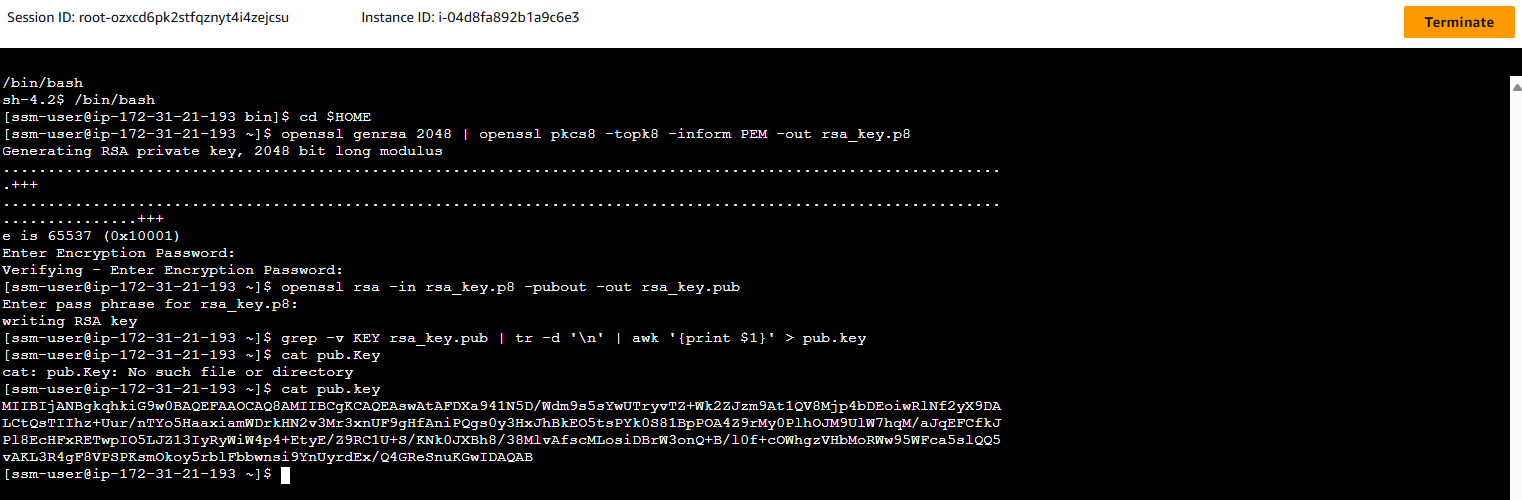 Session ID: root-ozxcd6pk2stfqznyt4i4zejcsu Instance ID: i-04d8fa892b1a9c6e3 Terminate
/bin/bash
sh-4.2$ /bin/bash
[ssm-user@ip-172-31-21-193 bin]$ cd $HOME
[ssm-user@ip-172-31-21-193 ~]$ openssl genrsa 2048 | openssl pkcs8 -topk8 -inform PEM -out rsa_key.p8
Generating RSA private key, 2048 bit long modulus
...............................................................................................................
.+++
...............................................................................................................
...............+++
e is 65537 (0x10001)
Enter Encryption Password:
Verifying - Enter Encryption Password:
[ssm-user@ip-172-31-21-193 ~]$ openssl rsa -in rsa_key.p8 -pubout -out rsa_key.pub
Enter pass phrase for rsa_key.p8:
writing RSA key
[ssm-user@ip-172-31-21-193 ~]$ grep -v KEY rsa_key.pub | tr -d '\n' | awk '{print $1}' > pub.key
[ssm-user@ip-172-31-21-193 ~]$ cat pub.Key
cat: pub.Key: No such file or directory
[ssm-user@ip-172-31-21-193 ~]$ cat pub.key
MIIBIjANBgkqhkiG9w0BAQEFAAOCAQ8AMIIBCgKCAQEAswAtAFDXa941N5D/Wdm9s5sYwUTryvTZ+Wk2ZJzm9At1QV8Mjp4bDEoiwRlNf2yX9DA
LCtQsTIIhz+Uur/nTYo5HaaxiamWDrkHN2v3Mr3xnUF9gHfAniPQgs0y3HxJhBkEO5tsPYk0S81BpPOA4Z9rMy0PlhOJM9UlW7hqM/aJqEFCfkJ
Pl8EcHFxRETwpIO5LJZ13IyRyWiW4p4+EtyE/Z9RC1U+S/KNk0JXBh8/38MlvAfscMLosiDBrW3onQ+B/l0f+cOWhgzVHbMoRWw95WFca5slQQ5
vAKL3R4gF8VPSPKsmOkoy5rblFbbwnsi9YnUyrdEx/Q4GReSnuKGwIDAQAB
[ssm-user@ip-172-31-21-193 ~]$